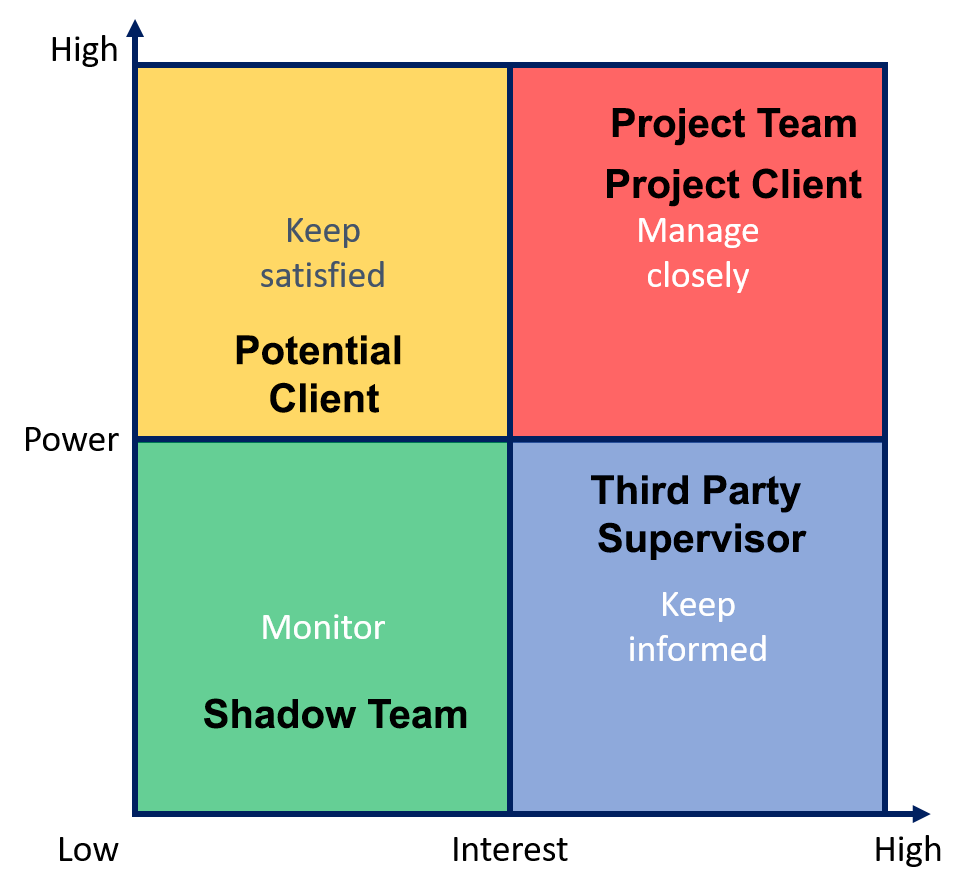 High
Project Team
Project Client
Keep
satisfied
Manage
closely
Potential
Client
Power
Third Party
Supervisor
Keep
informed
Monitor
Shadow Team
Low
Interest
High